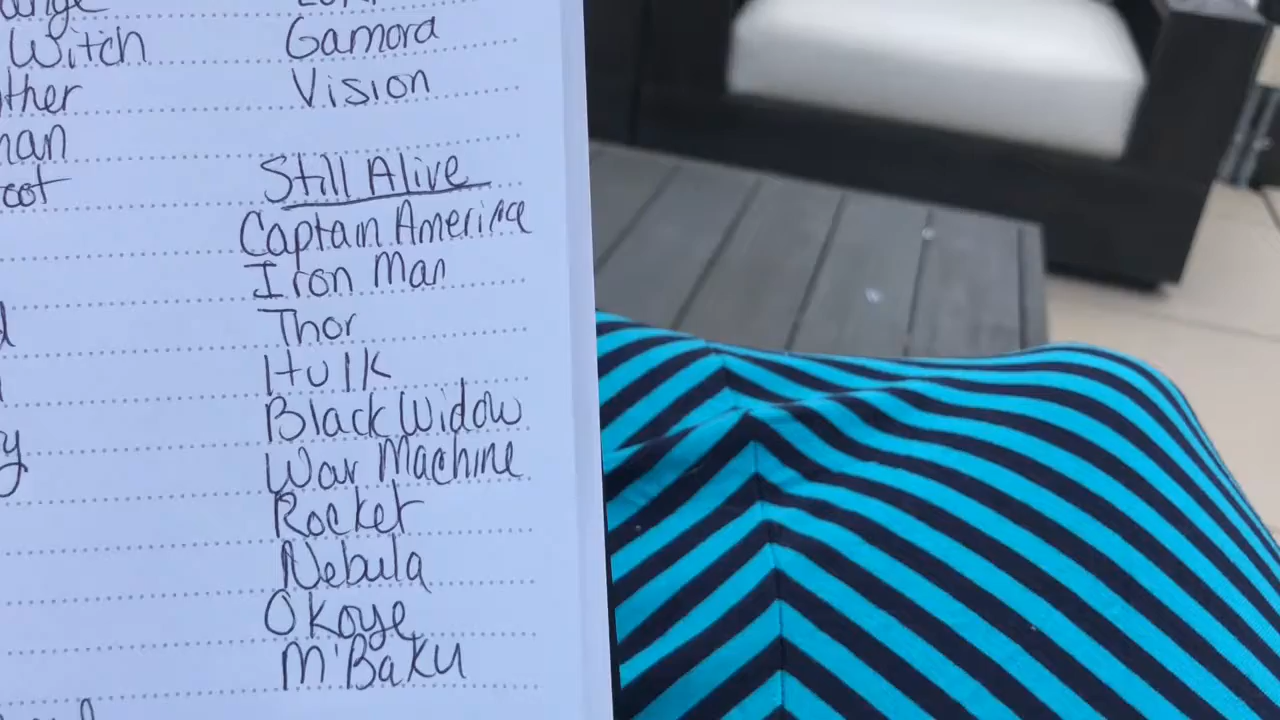 Witch
Gamora
Vision
Still Alive
Captain America
Iron Man
Thor
Hulk
Black Widow
War Machine
Rocket
Nebula
Okoye
M'Baku